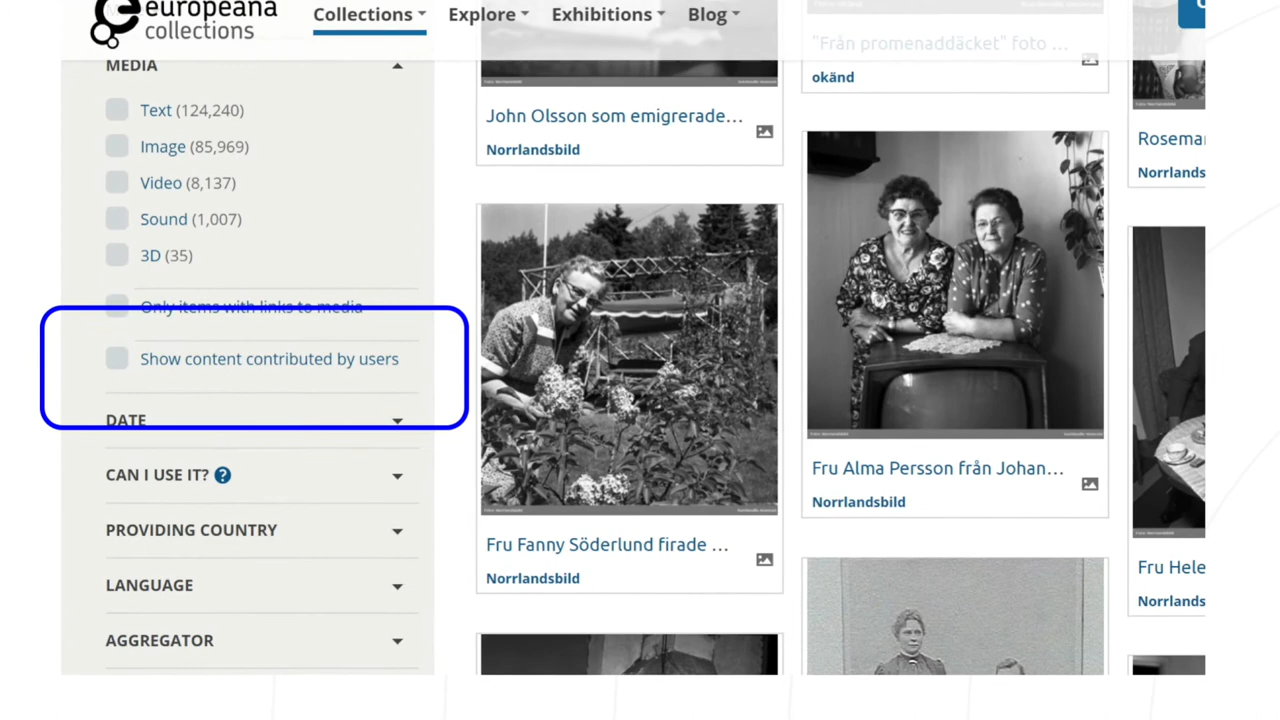 europeana
collections
Collections
Explore
Exhibitions
Blog
MEDIA
Text (124,240)
Image (85,969)
Video (8,137)
Sound (1,007)
3D (35)
Only items with links to media
Show content contributed by users
DATE
CAN I USE IT? ?
PROVIDING COUNTRY
LANGUAGE
AGGREGATOR
John Olsson som emigrerade...
Norrlandsbild
Fru Fanny Söderlund firade ...
Norrlandsbild
"Från promenaddäcket" foto ...
okänd
Fru Alma Persson från Johan...
Norrlandsbild
Rosemar
Norrlands
Fru Hele
Norrlands